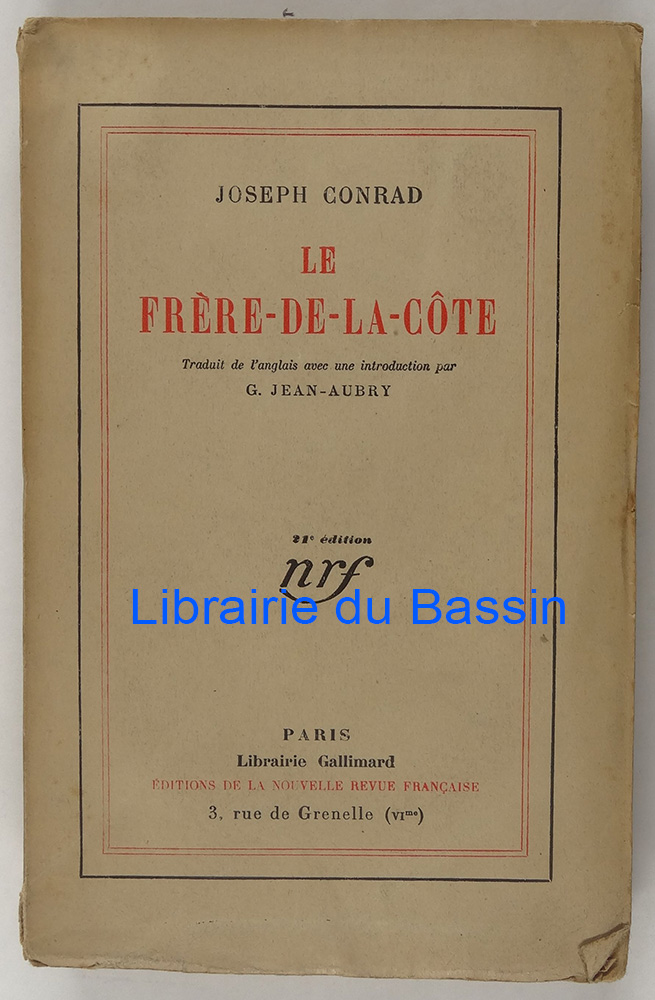 JOSEPH CONRAD
LE
FRÈRE-DE-LA-CÔTE
Traduit de l'anglais avec une introduction par
G. JEAN-AUBRY
21e édition
nrf
Librairie du Bassin
PARIS
Librairie Gallimard
ÉDITIONS DE LA NOUVELLE REVUE FRANÇAISE
3, rue de Grenelle (VIme)